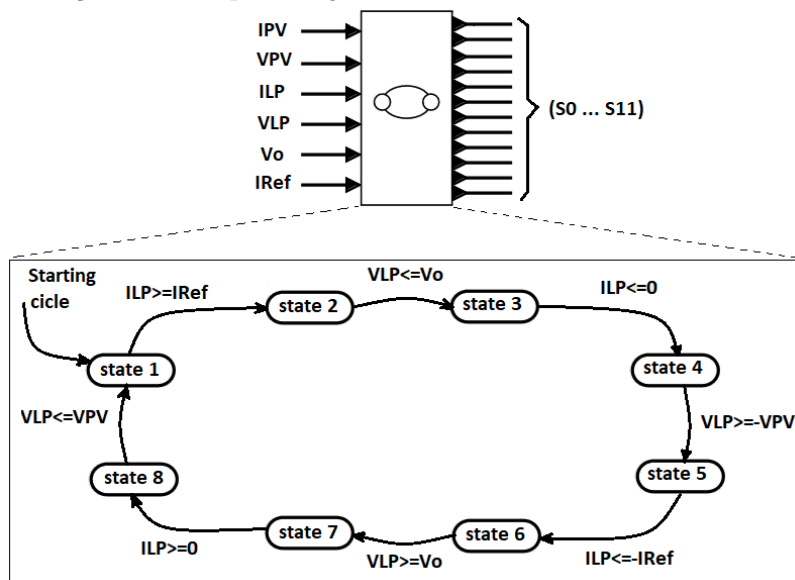 IPV
VPV
ILP
VLP
Vo
IRef
(S0 ... S11)
Starting
cicle
ILP>=IRef
VLP<=Vo
ILP<=0
state 1
state 2
state 3
state 4
VLP<=VPV
VLP>=-VPV
state 8
state 5
state 7
state 6
ILP>=0
VLP>=Vo
ILP<=-IRef